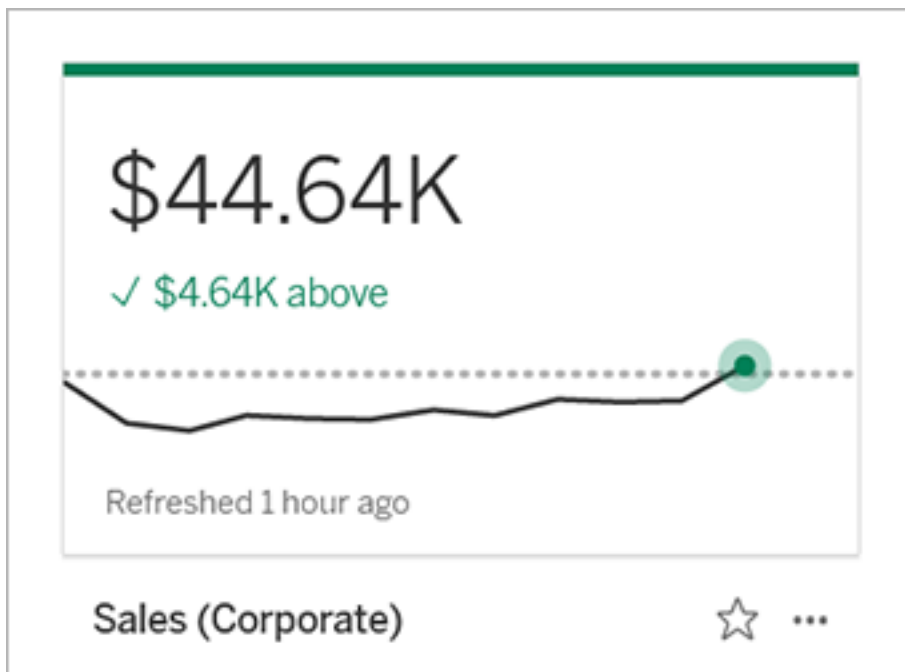 $44.64K
✓ $4.64K above
Refreshed 1 hour ago
Sales (Corporate)